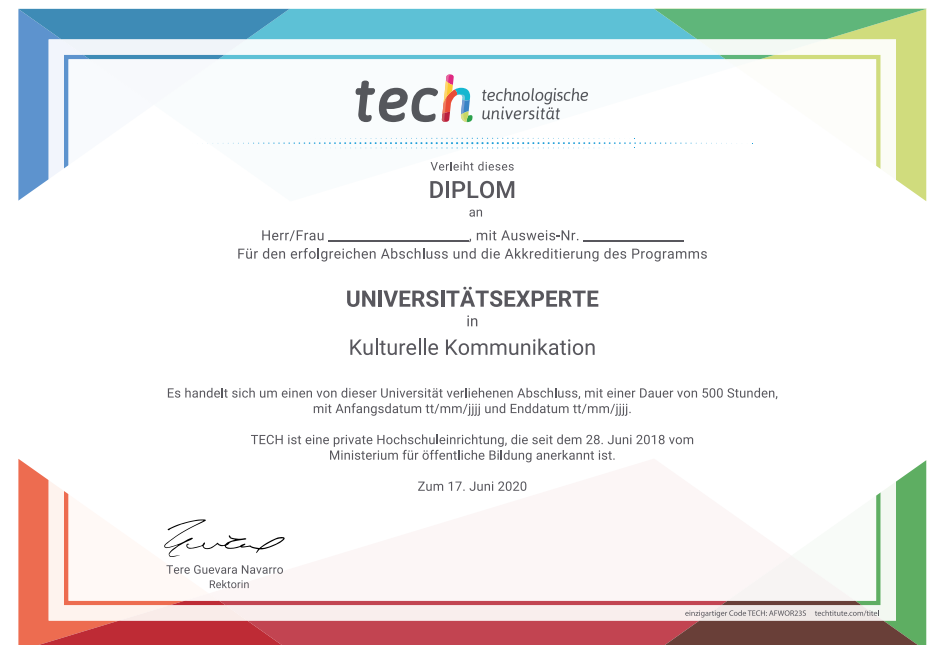 tech technologische
universität
Verleiht dieses
DIPLOM
an
Herr/Frau ____________________, mit Ausweis-Nr. ______________
Für den erfolgreichen Abschluss und die Akkreditierung des Programms
UNIVERSITÄTSEXPERTE
in
Kulturelle Kommunikation
Es handelt sich um einen von dieser Universität verliehenen Abschluss, mit einer Dauer von 500 Stunden,
mit Anfangsdatum tt/mm/jjjj und Enddatum tt/mm/jjjj.
TECH ist eine private Hochschuleinrichtung, die seit dem 28. Juni 2018 vom
Ministerium für öffentliche Bildung anerkannt ist.
Zum 17. Juni 2020
Tere Guevara Navarro
Rektorin
einzigartiger Code TECH: AFWOR23S techtitute.com/titel